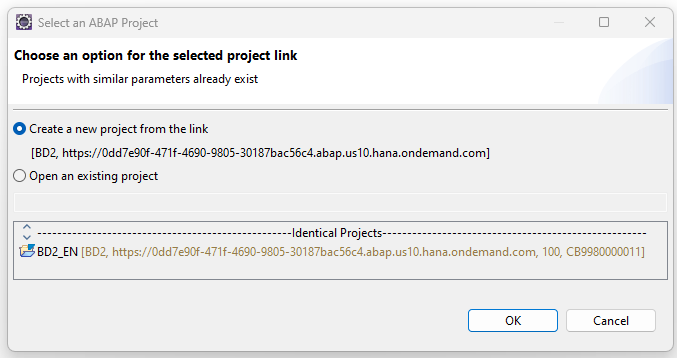 Select an ABAP Project
Choose an option for the selected project link
Projects with similar parameters already exist
Create a new project from the link
[BD2, https://0dd7e90f-471f-4690-9805-30187bac56c4.abap.us10.hana.ondemand.com]
Open an existing project
--------------------------------------------------Identical Projects--------------------------------------------------
BD2_EN [BD2, https://0dd7e90f-471f-4690-9805-30187bac56c4.abap.us10.hana.ondemand.com, 100, CB9980000011]
OK Cancel